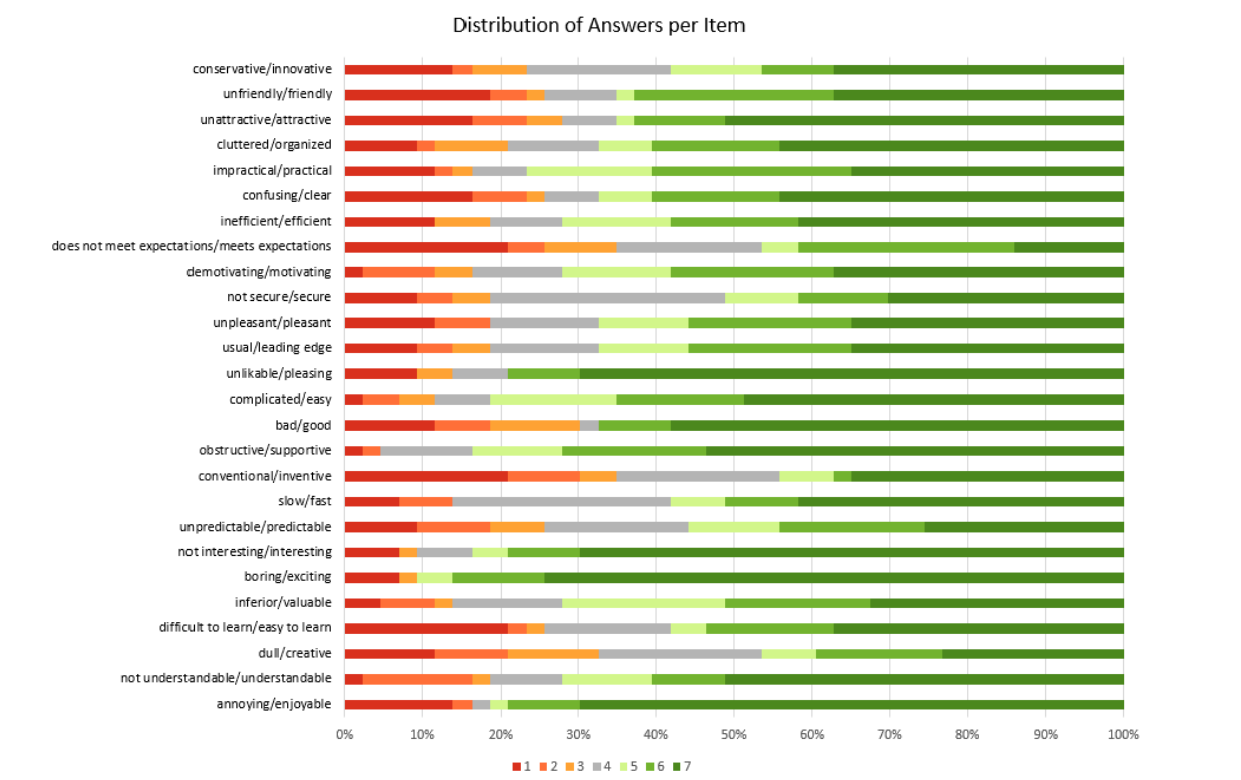 Distribution of Answers per Item
conservative/innovative
unfriendly/friendly
unattractive/attractive
cluttered/organized
impractical/practical
confusing/clear
inefficient/efficient
does not meet expectations/meets expectations
demotivating/motivating
not secure/secure
unpleasant/pleasant
usual/leading edge
unlikable/pleasing
complicated/easy
bad/good
obstructive/supportive
conventional/inventive
slow/fast
unpredictable/predictable
not interesting/interesting
boring/exciting
inferior/valuable
difficult to learn/easy to learn
dull/creative
not understandable/understandable
annoying/enjoyable
0% 10% 20% 30% 40% 50% 60% 70% 80% 90% 100%
1 2 3 4 5 6 7